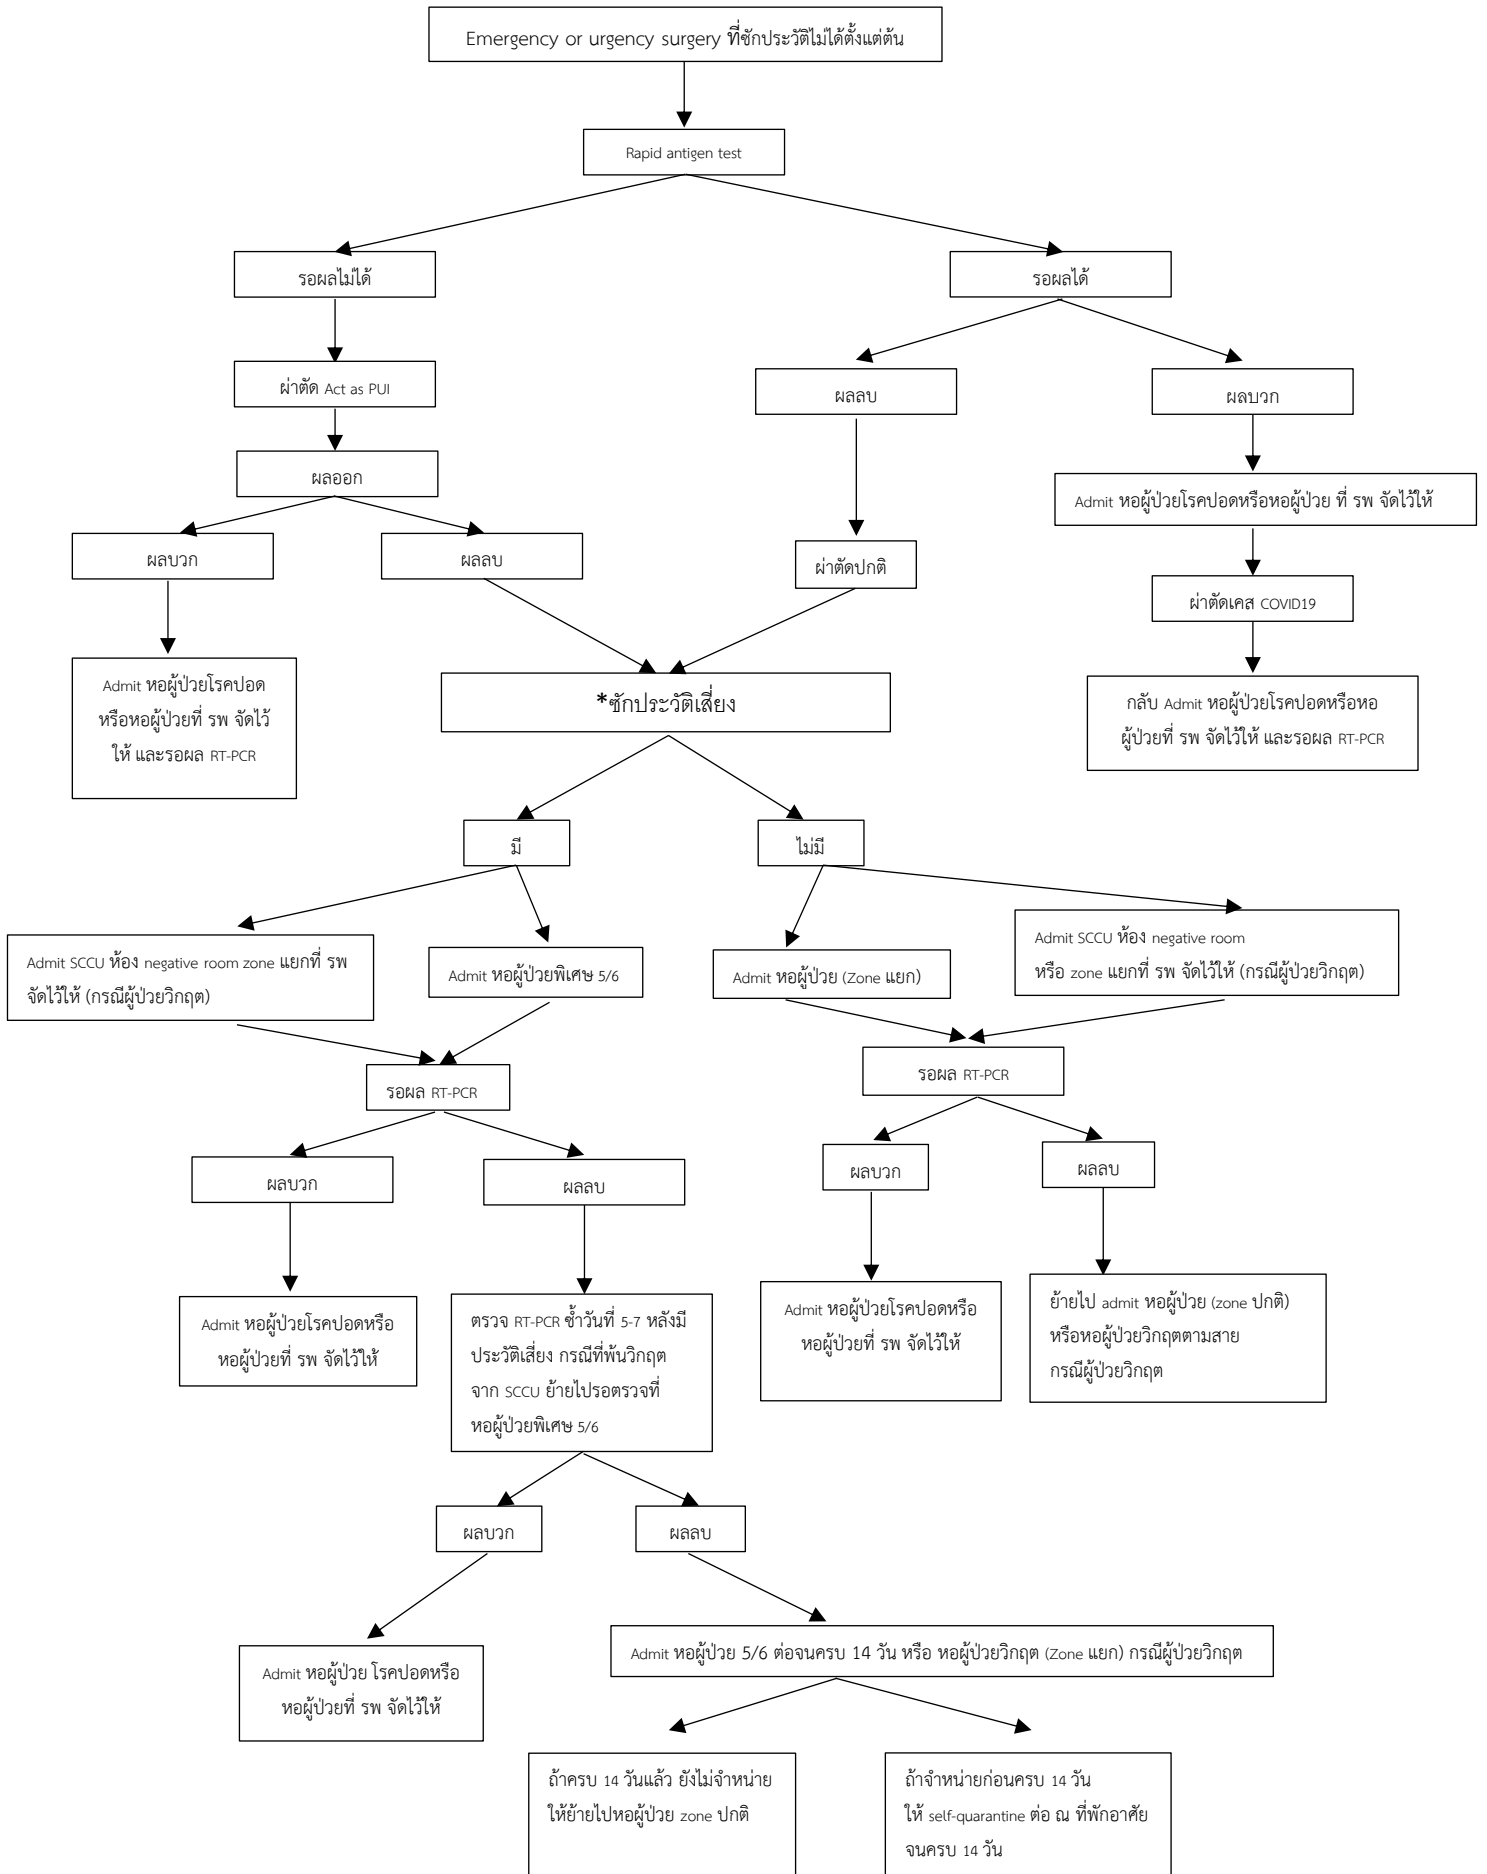 Emergency or urgency surgery ที่ซักประวัติไม่ได้ตั้งแต่ต้น
Rapid antigen test
รอผลไม่ได้
รอผลได้
ผ่าตัด Act as PUI
ผลลบ
ผลบวก
ผลออก
Admit หอผู้ป่วยโรคปอดหรือหอผู้ป่วย ที่ รพ จัดไว้ให้
ผลบวก
ผลลบ
ผ่าตัดปกติ
ผ่าตัดเคส COVID19
Admit หอผู้ป่วยโรคปอด
หรือหอผู้ป่วยที่ รพ จัดไว้
ให้ และรอผล RT-PCR
*ซักประวัติเสี่ยง
กลับ Admit หอผู้ป่วยโรคปอดหรือหอ
ผู้ป่วยที่ รพ จัดไว้ให้ และรอผล RT-PCR
มี
ไม่มี
Admit SCCU ห้อง negative room zone แยกที่ รพ
จัดไว้ให้ (กรณีผู้ป่วยวิกฤต)
Admit หอผู้ป่วยพิเศษ 5/6
Admit หอผู้ป่วย (Zone แยก)
Admit SCCU ห้อง negative room
หรือ zone แยกที่ รพ จัดไว้ให้ (กรณีผู้ป่วยวิกฤต)
รอผล RT-PCR
รอผล RT-PCR
ผลบวก
ผลลบ
ผลบวก
ผลลบ
Admit หอผู้ป่วยโรคปอดหรือ
หอผู้ป่วยที่ รพ จัดไว้ให้
ตรวจ RT-PCR ซ้ำวันที่ 5-7 หลังมี
ประวัติเสี่ยง กรณีที่พ้นวิกฤต
จาก SCCU ย้ายไปรอตรวจที่
หอผู้ป่วยพิเศษ 5/6
Admit หอผู้ป่วยโรคปอดหรือ
หอผู้ป่วยที่ รพ จัดไว้ให้
ย้ายไป admit หอผู้ป่วย (zone ปกติ)
หรือหอผู้ป่วยวิกฤตตามสาย
กรณีผู้ป่วยวิกฤต
ผลบวก
ผลลบ
Admit หอผู้ป่วย โรคปอดหรือ
หอผู้ป่วยที่ รพ จัดไว้ให้
Admit หอผู้ป่วย 5/6 ต่อจนครบ 14 วัน หรือ หอผู้ป่วยวิกฤต (Zone แยก) กรณีผู้ป่วยวิกฤต
ถ้าครบ 14 วันแล้ว ยังไม่จำหน่าย
ให้ย้ายไปหอผู้ป่วย zone ปกติ
ถ้าจำหน่ายก่อนครบ 14 วัน
ให้ self-quarantine ต่อ ณ ที่พักอาศัย
จนครบ 14 วัน